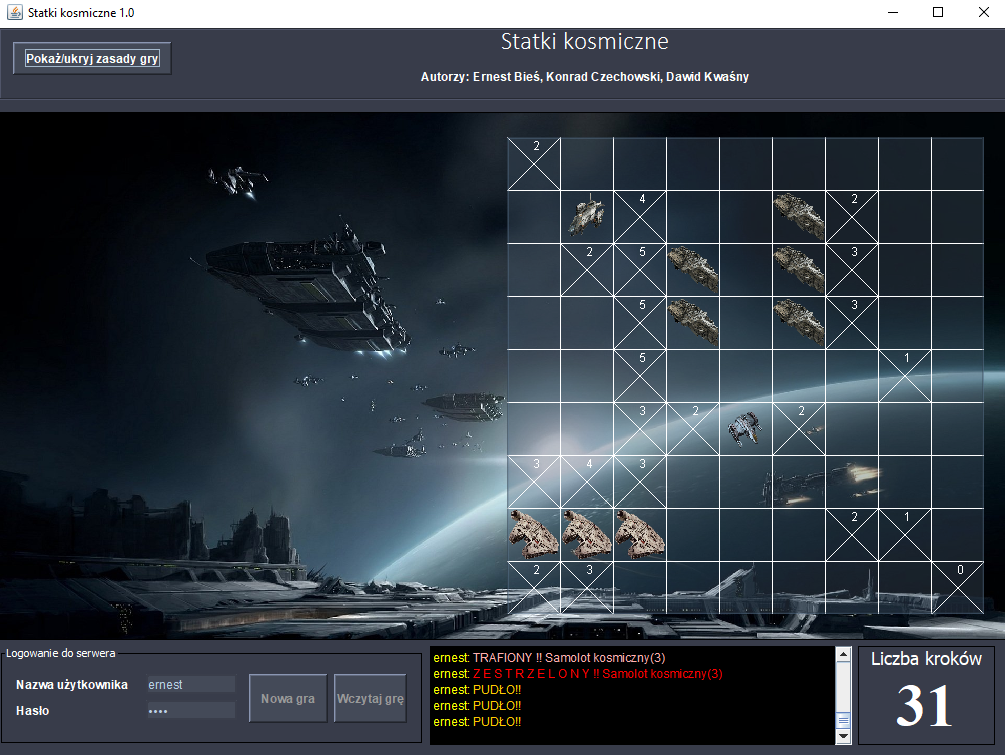 Statki kosmiczne 1.0
Statki kosmiczne
Pokaż/ukryj zasady gry
Autorzy: Ernest Bieś, Konrad Czechowski, Dawid Kwaśny
2
4 2
2 5 3
5 3
5 1
3 2 2
3 4 3
2 1
2 3 0
Logowanie do serwera
Nazwa użytkownika ernest
Hasło ••••
Nowa gra
Wczytaj grę
ernest: TRAFIONY !! Samolot kosmiczny(3)
ernest: Z E S T R Z E L O N Y !! Samolot kosmiczny(3)
ernest: PUDŁO!!
ernest: PUDŁO!!
ernest: PUDŁO!!
Liczba kroków
31